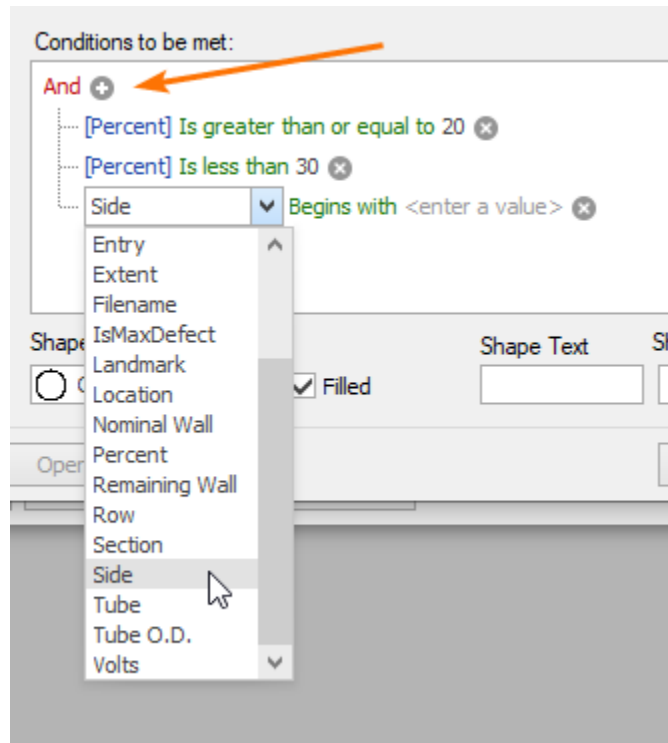 Conditions to be met:
And
[Percent] Is greater than or equal to 20
[Percent] Is less than 30
Side Begins with <enter a value>
Entry
Extent
Filename
IsMaxDefect
Landmark
Location
Nominal Wall
Percent
Remaining Wall
Row
Section
Side
Tube
Tube O.D.
Volts
Shape
Filled
Shape Text